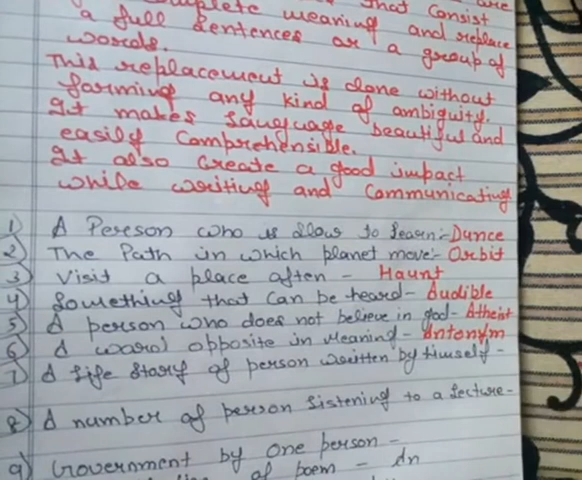 that consist are
complete meaning and replace
a full sentences or a group of
words.
This replacement is done without
forming any kind of ambiguity.
It makes language beautiful and
easily Comprehensible.
It also Create a good impact
while writing and Communicating
1) A Person who is slow to learn:- Dunce
2) The Path in which planet move:- Orbit
3) Visit a place often - Haunt
4) Something that Can be heard- Audible
5) A person who does not believe in god- Atheist
6) A word opposite in Meaning - Antonym
7) A life story of person written by himself -
8) A number of person listening to a lecture-
9) Government by one person -
of poem - An